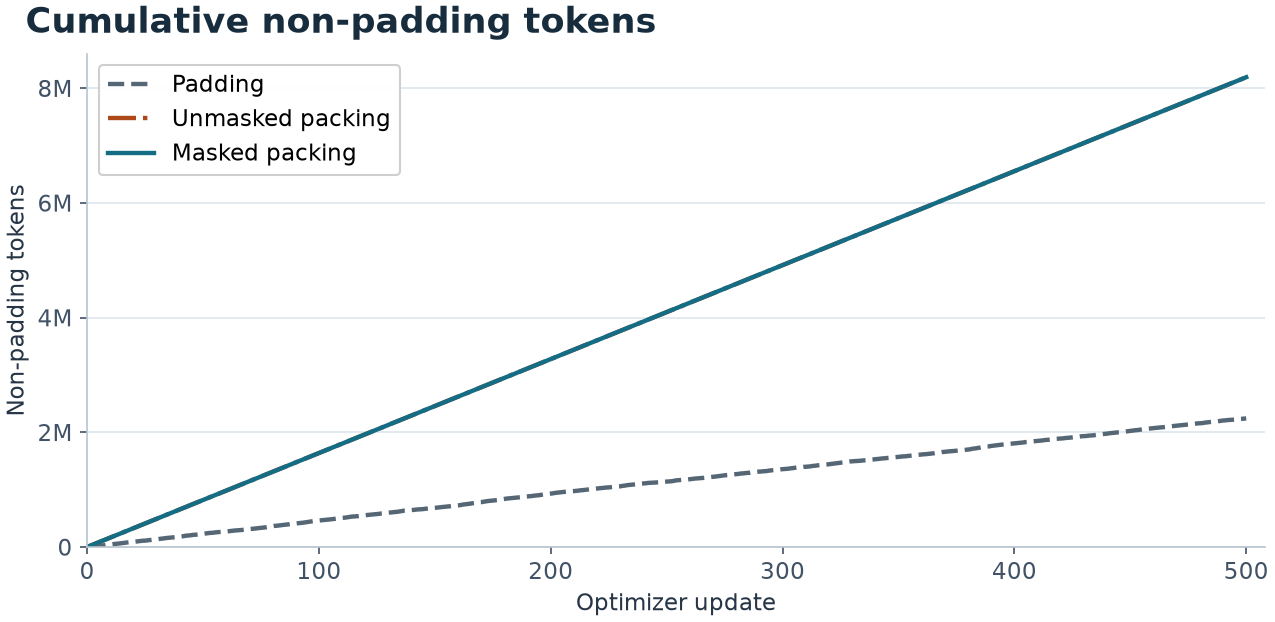 Cumulative non-padding tokens
Padding
Unmasked packing
Masked packing
8M
6M
4M
2M
0
Non-padding tokens
0 100 200 300 400 500
Optimizer update